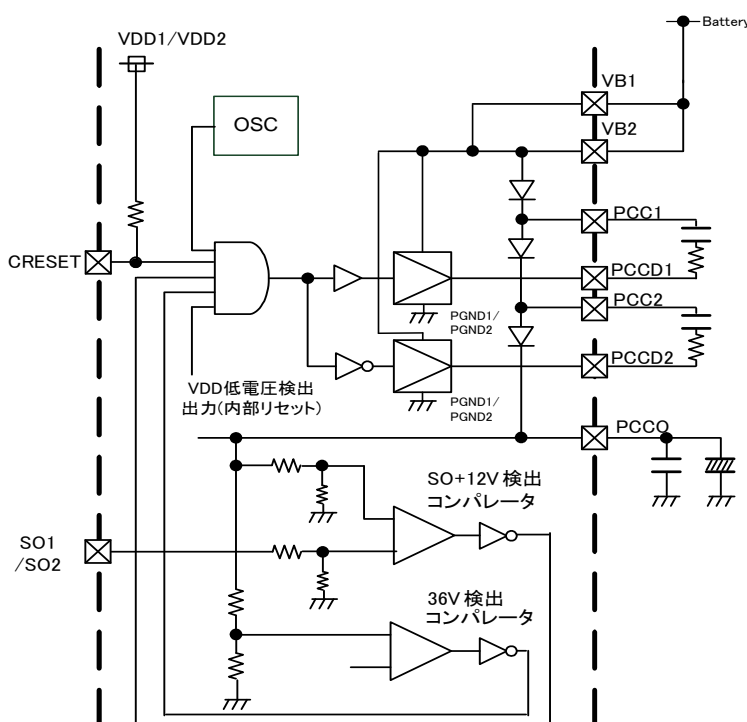 VDD1/VDD2
Battery
VB1
OSC
VB2
PCC1
CRESET
PCCD1
PCC2
PGND1/
PGND2
PCCD2
VDD低電圧検出
出力(内部リセット)
PGND1/
PGND2
PCCO
SO+12V 検出
コンパレータ
SO1
/SO2
36V 検出
コンパレータ